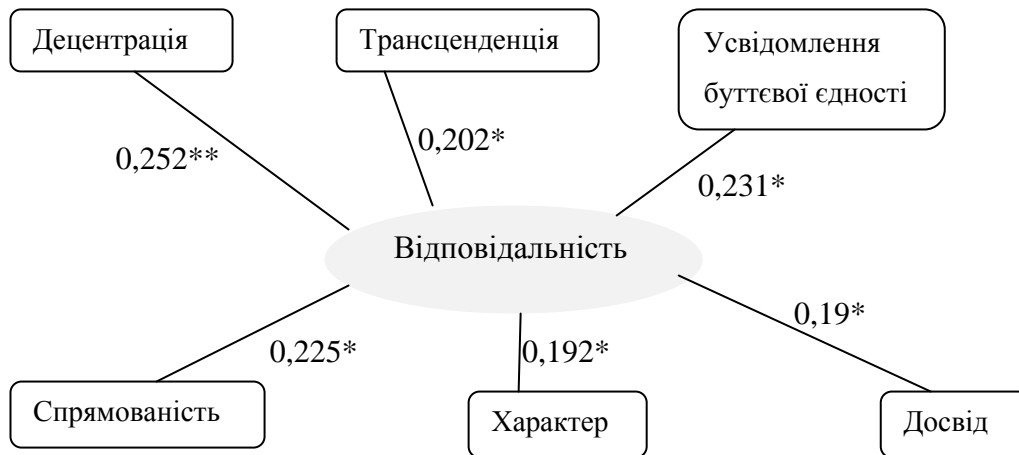 Децентрація
Трансценденція
Усвідомлення
буттєвої єдності
0,252**
0,202*
0,231*
Відповідальність
0,225*
0,192*
0,19*
Спрямованість
Характер
Досвід